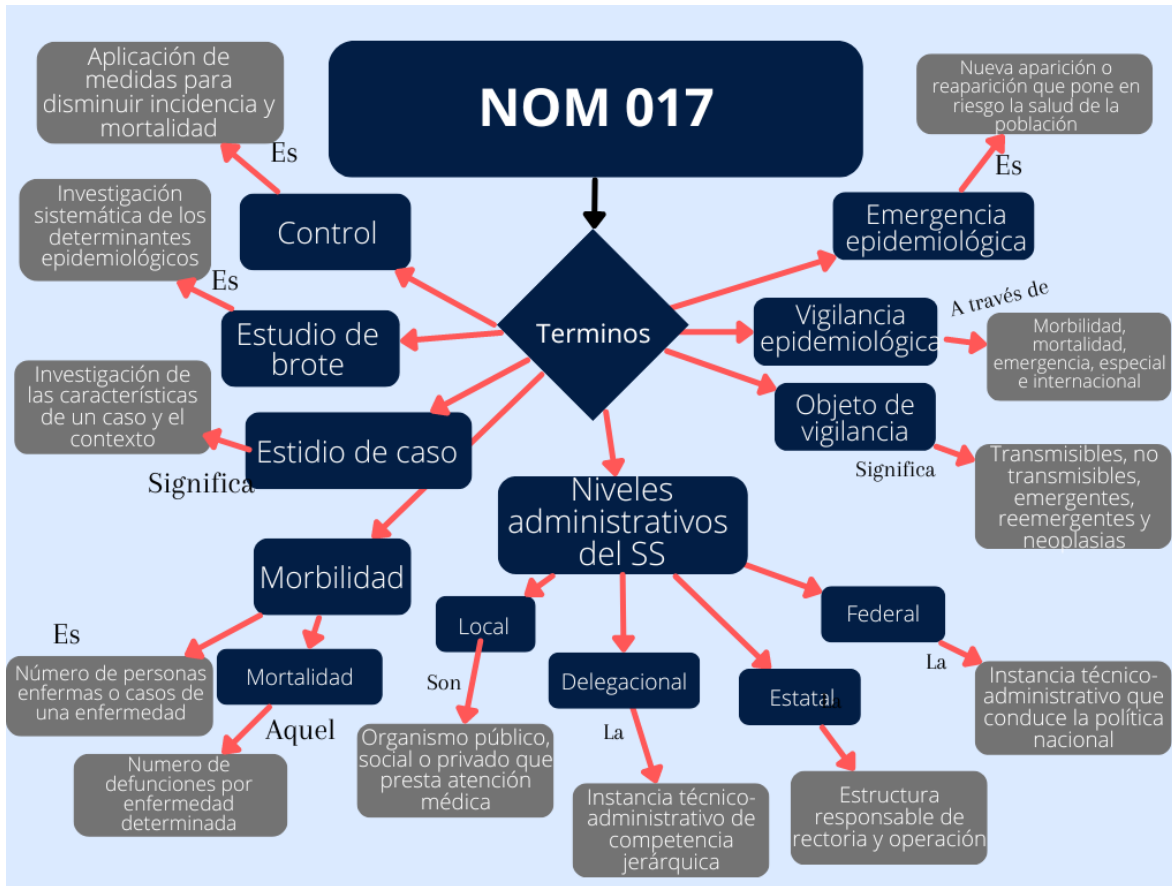 NOM 017
Terminos
Aplicación de
medidas para
disminuir incidencia y
mortalidad
Es
Control
Investigación
sistemática de los
determinantes
epidemiológicos
Es
Estudio de
brote
Investigación de
las características
de un caso y el
contexto
Significa
Estidio de caso
Morbilidad
Es
Número de personas
enfermas o casos de
una enfermedad
Mortalidad
Aquel
Numero de
defunciones por
enfermedad
determinada
Niveles
administrativos
del SS
Local
Son
Organismo público,
social o privado que
presta atención
médica
Delegacional
La
Instancia técnico-
administrativo de
competencia
jerárquica
Estatal
La
Estructura
responsable de
rectoria y operación
Federal
La
Instancia técnico-
administrativo que
conduce la política
nacional
Nueva aparición o
reaparición que pone en
riesgo la salud de la
población
Es
Emergencia
epidemiológica
Vigilancia
epidemiológica
A través de
Morbilidad,
mortalidad,
emergencia, especial
e internacional
Objeto de
vigilancia
Significa
Transmisibles, no
transmisibles,
emergentes,
reemergentes y
neoplasias